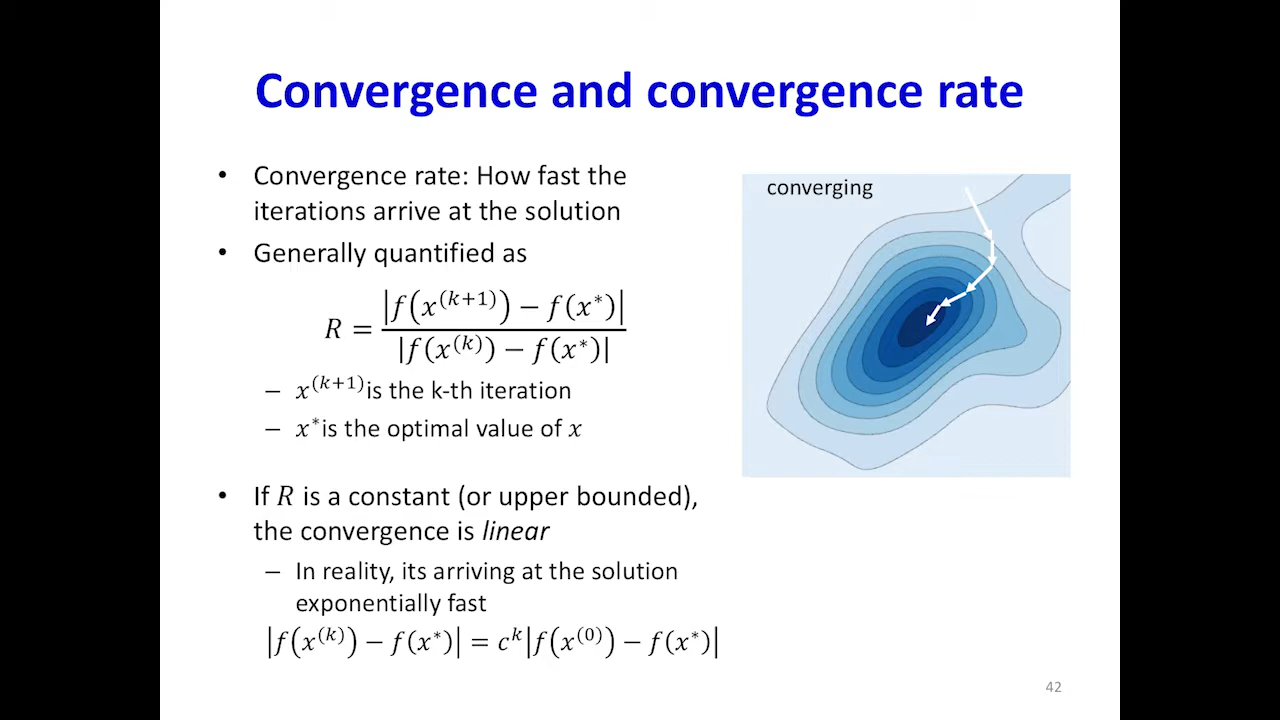 Convergence and convergence rate
• Convergence rate: How fast the
iterations arrive at the solution
• Generally quantified as
R = |f(x^(k+1)) − f(x*)| / |f(x^(k)) − f(x*)|
– x^(k+1) is the k-th iteration
– x* is the optimal value of x
• If R is a constant (or upper bounded),
the convergence is linear
– In reality, its arriving at the solution
exponentially fast
|f(x^(k)) − f(x*)| = c^k |f(x^(0)) − f(x*)|
converging
42